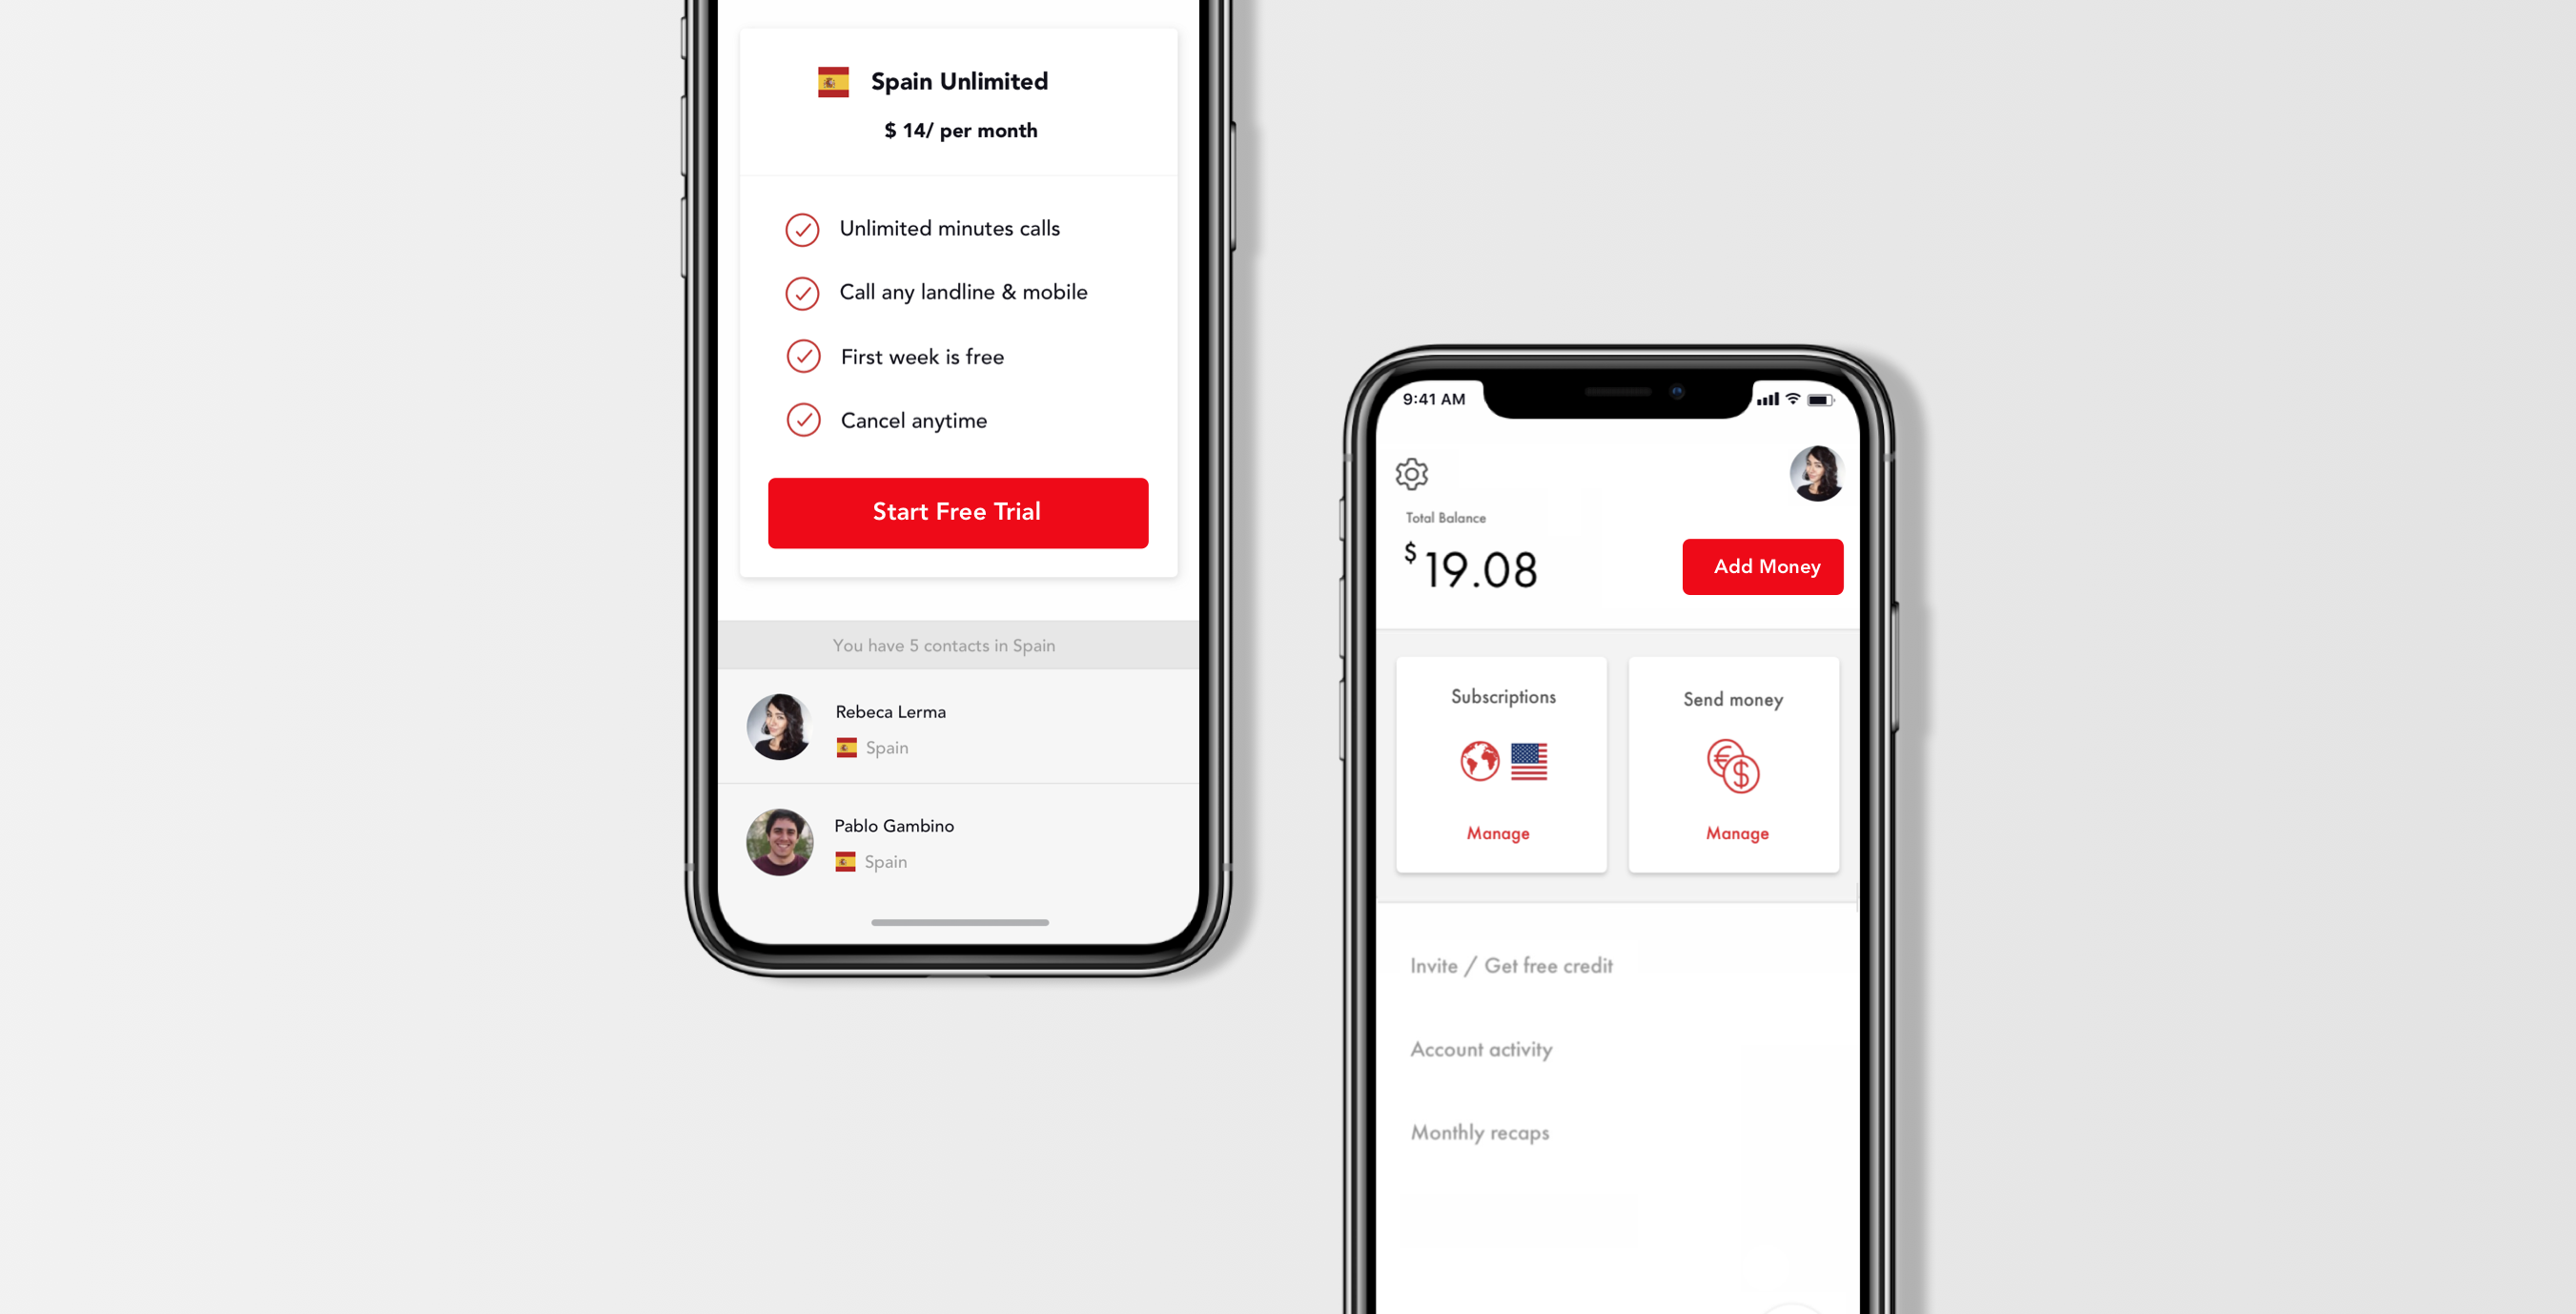 Spain Unlimited
$ 14/ per month
Unlimited minutes calls
Call any landline & mobile
First week is free
Cancel anytime
Start Free Trial
You have 5 contacts in Spain
Rebeca Lerma
Spain
Pablo Gambino
Spain
9:41 AM
Total Balance
$ 19.08
Add Money
Subscriptions
Manage
Send money
Manage
Invite / Get free credit
Account activity
Monthly recaps